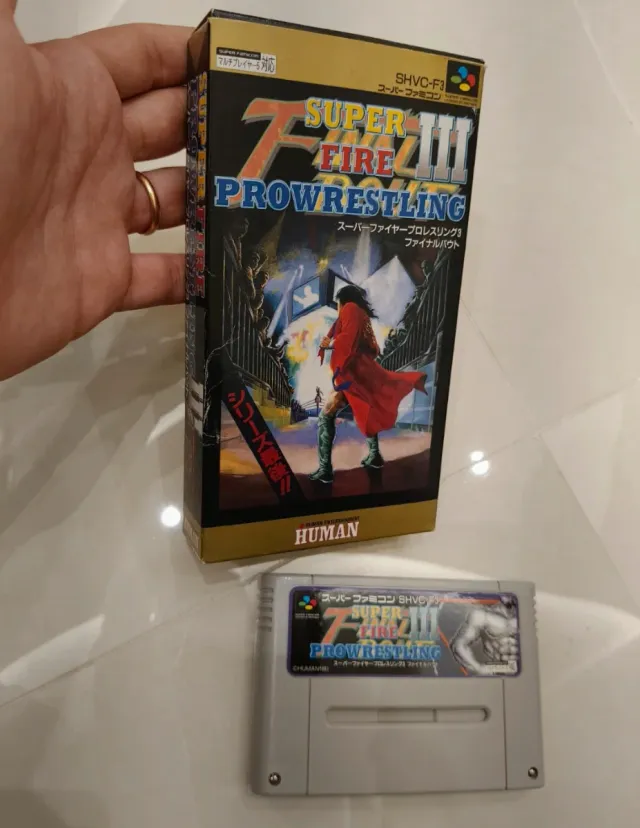 SUPER FAMICOM
マルチプレイヤー5 対応
SHVC-F3
スーパーファミコン
SUPER
FINAL III
FIRE
BOUT
PROWRESTLING
スーパーファイヤープロレスリング3
ファイナルバウト
シリーズ最強!!
HUMAN
スーパーファミコン SHVC-F3
SUPER
FINAL III
FIRE
BOUT
PROWRESTLING
スーパーファイヤープロレスリング3 ファイナルバウト
©HUMAN